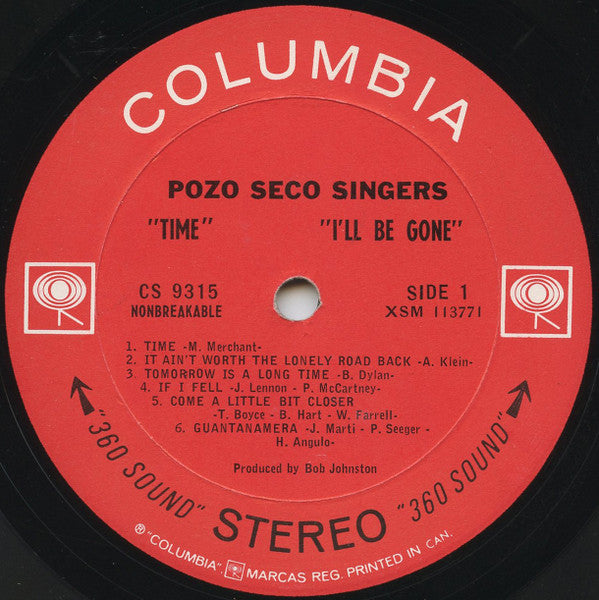 COLUMBIA
POZO SECO SINGERS
"TIME" "I'LL BE GONE"
CS 9315 SIDE 1
NONBREAKABLE XSM 113771
1. TIME -M. Merchant-
2. IT AIN'T WORTH THE LONELY ROAD BACK -A. Klein-
3. TOMORROW IS A LONG TIME -B. Dylan-
4. IF I FELL -J. Lennon - P. McCartney-
5. COME A LITTLE BIT CLOSER
-T. Boyce - B. Hart - W. Farrell-
6. GUANTANAMERA -J. Marti - P. Seeger -
H. Angulo-
Produced by Bob Johnston
"360 SOUND" STEREO "360 SOUND"
® "COLUMBIA", MARCAS REG. PRINTED IN CAN.